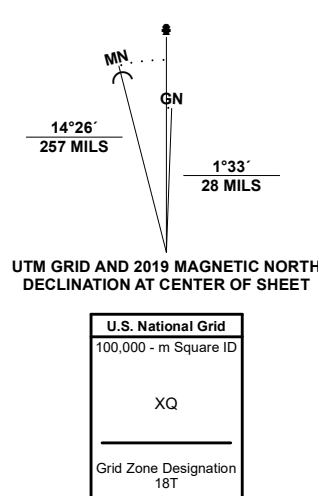 MN
GN
14°26´
257 MILS
1°33´
28 MILS
UTM GRID AND 2019 MAGNETIC NORTH
DECLINATION AT CENTER OF SHEET
U.S. National Grid
100,000 - m Square ID
XQ
Grid Zone Designation
18T